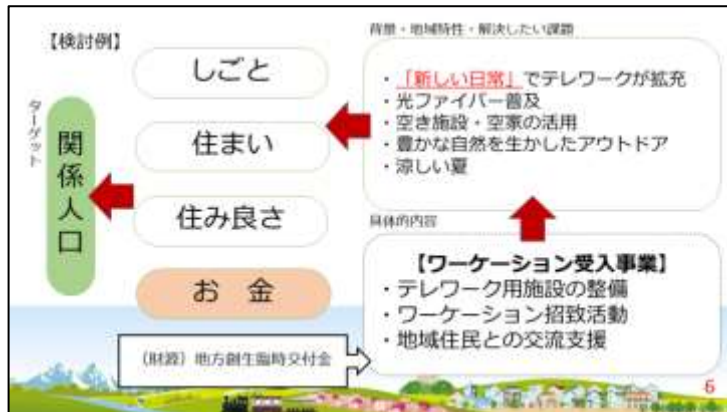 【検討例】
ターゲット
関係人口
しごと
住まい
住み良さ
お 金
背景・地域特性・解決したい課題
・「新しい日常」でテレワークが拡充
・光ファイバー普及
・空き施設・空家の活用
・豊かな自然を生かしたアウトドア
・涼しい夏
具体的内容
【ワーケーション受入事業】
・テレワーク用施設の整備
・ワーケーション招致活動
・地域住民との交流支援
（財源）地方創生臨時交付金
5